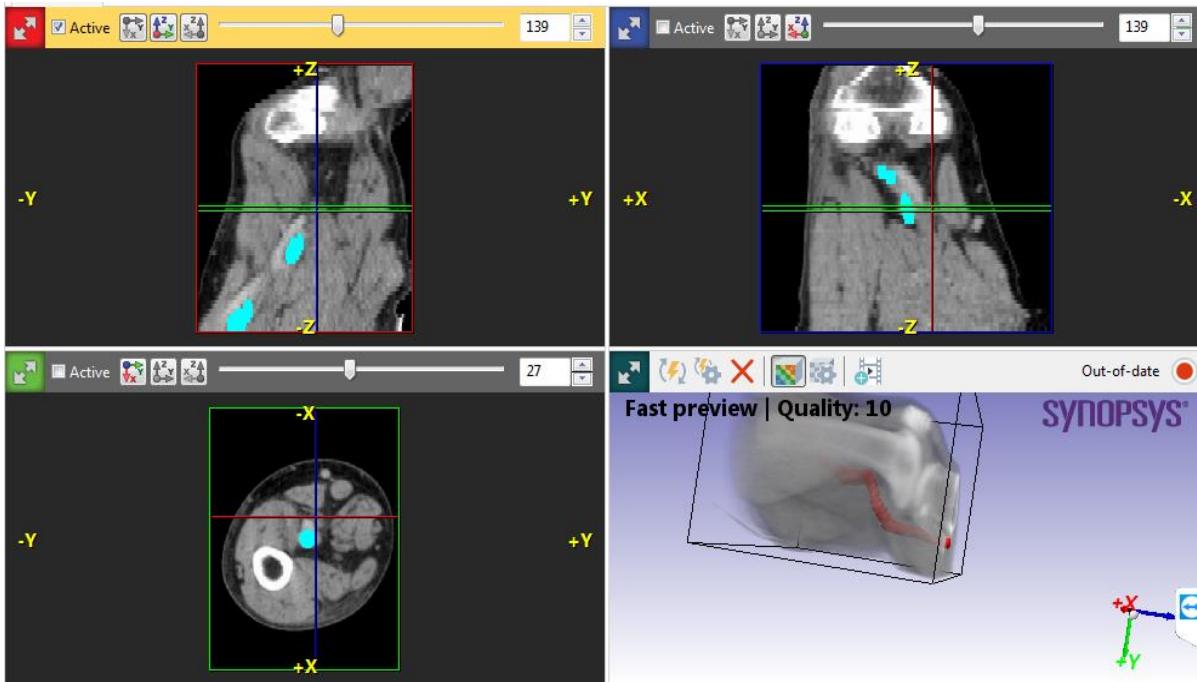 Active
139
+Z
-Y
+Y
-Z
Active
139
+Z
+X
-X
-Z
Active
27
-X
-Y
+Y
+X
Out-of-date
Fast preview | Quality: 10
SYNOPSYS®
+X
+Y